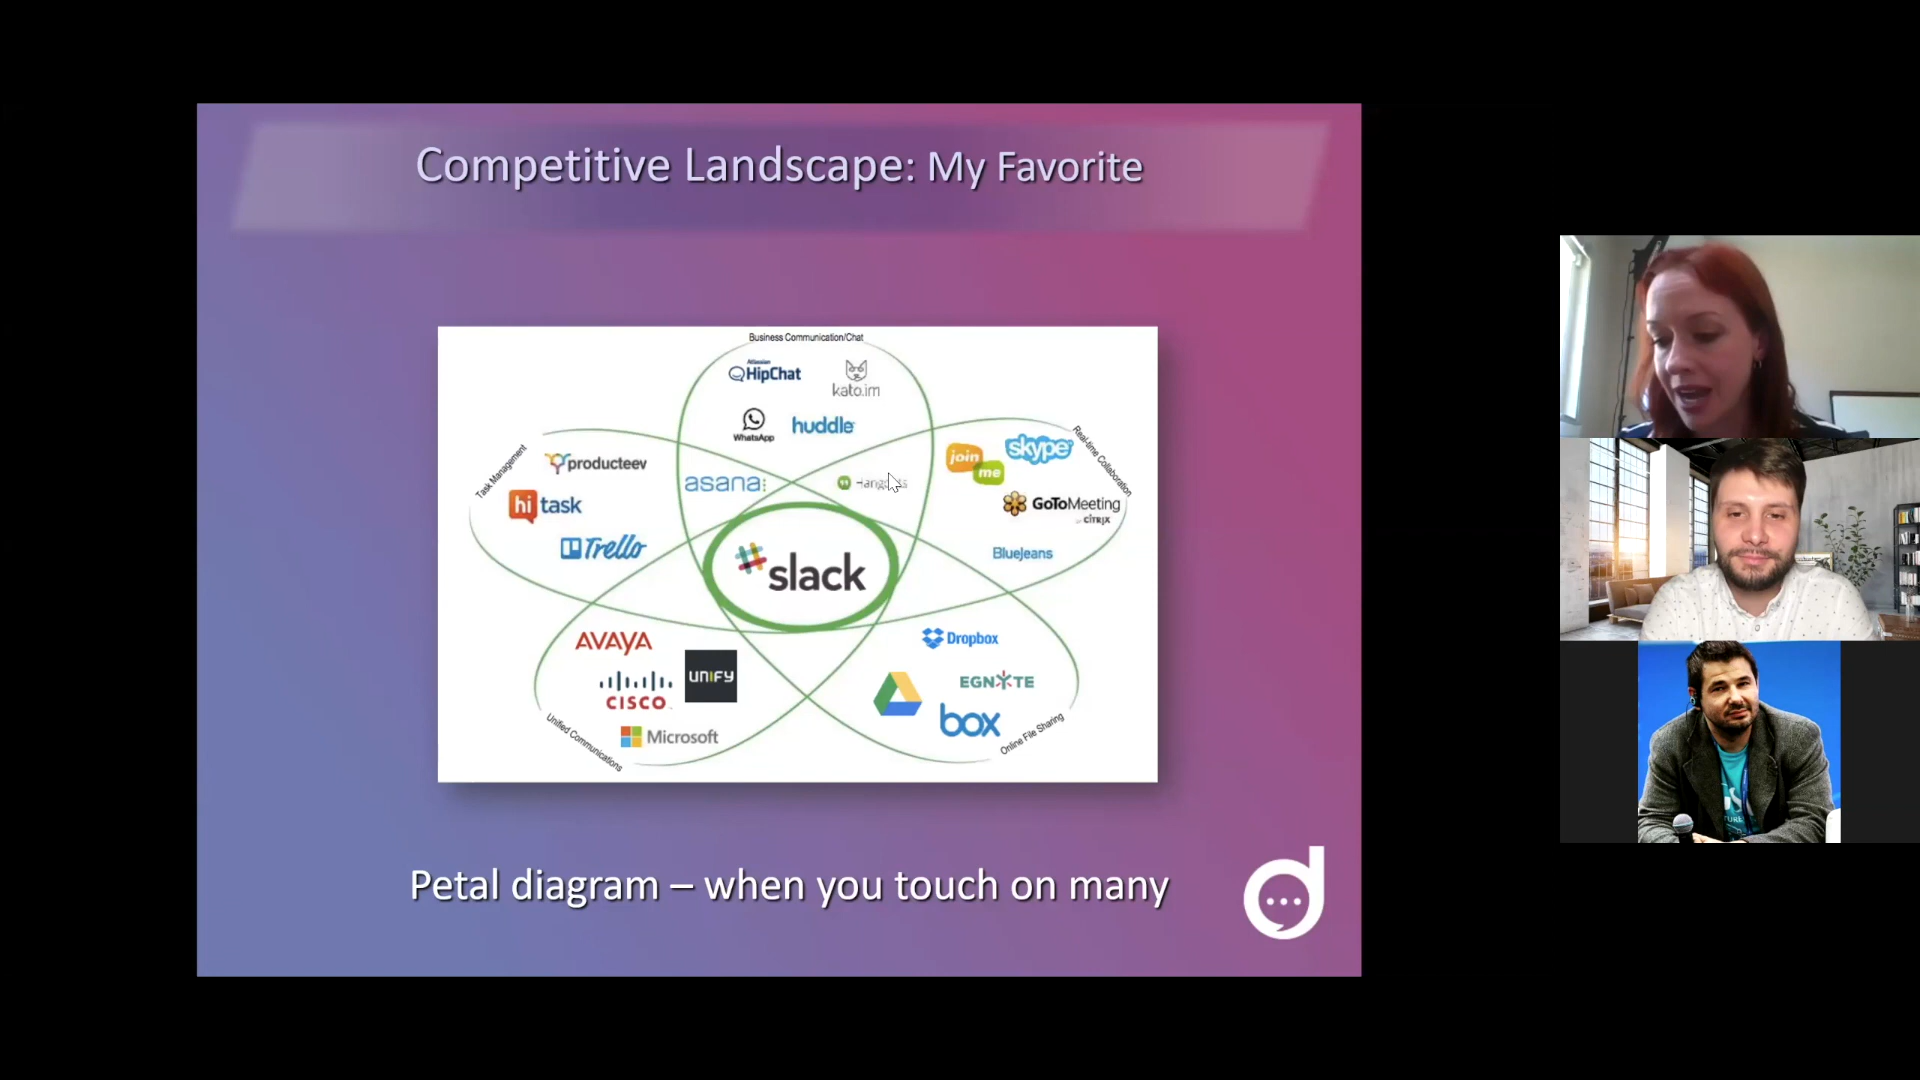 Competitive Landscape: My Favorite
Business Communication/Chat
Atlassian
HipChat
kato.im
WhatsApp
huddle
Task Management
producteev
hi task
Trello
asana:
Hangouts
join
me
skype
Real-time Collaboration
GoToMeeting
by CITRIX
BlueJeans
slack
AVAYA
CISCO
UNIFY
Microsoft
Unified Communications
Dropbox
EGNYTE
box
Online File Sharing
Petal diagram – when you touch on many